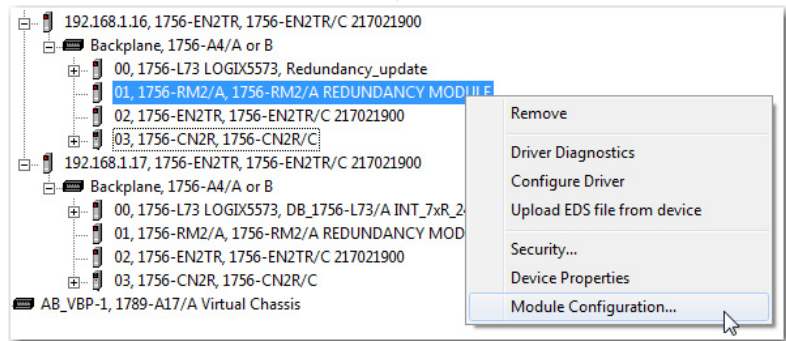 192.168.1.16, 1756-EN2TR, 1756-EN2TR/C 217021900
Backplane, 1756-A4/A or B
00, 1756-L73 LOGIX5573, Redundancy_update
01, 1756-RM2/A, 1756-RM2/A REDUNDANCY MODULE
02, 1756-EN2TR, 1756-EN2TR/C 217021900
03, 1756-CN2R, 1756-CN2R/C
192.168.1.17, 1756-EN2TR, 1756-EN2TR/C 217021900
Backplane, 1756-A4/A or B
00, 1756-L73 LOGIX5573, DB_1756-L73/A INT_7xR_2
01, 1756-RM2/A, 1756-RM2/A REDUNDANCY MOD
02, 1756-EN2TR, 1756-EN2TR/C 217021900
03, 1756-CN2R, 1756-CN2R/C
AB_VBP-1, 1789-A17/A Virtual Chassis
Remove
Driver Diagnostics
Configure Driver
Upload EDS file from device
Security...
Device Properties
Module Configuration...